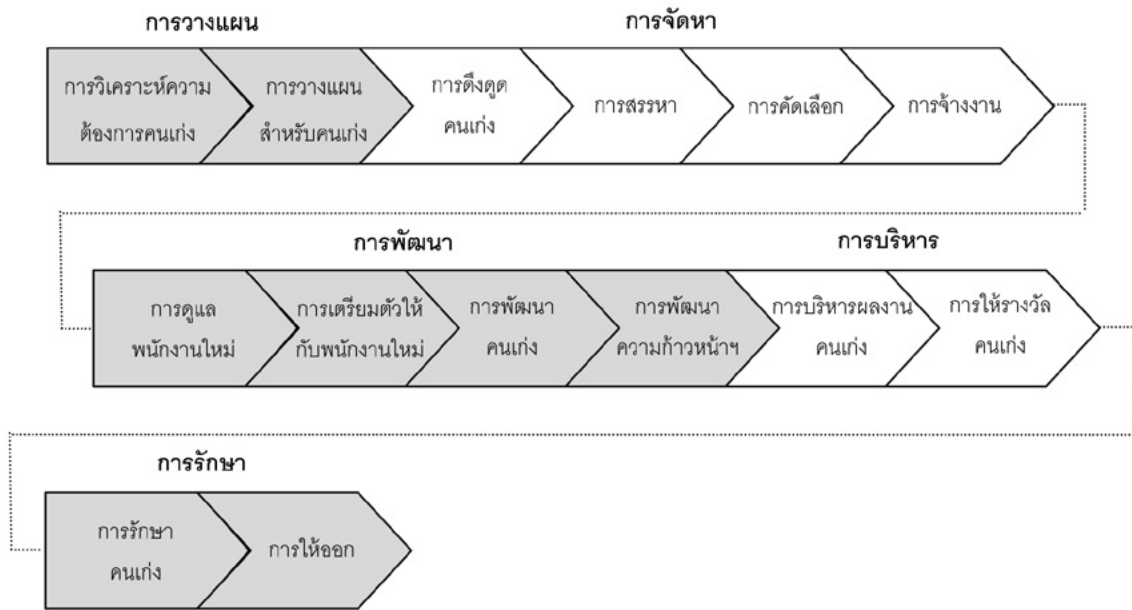 การวางแผน
การจัดหา
การวิเคราะห์ความ
ต้องการคนเก่ง
การวางแผน
สำหรับคนเก่ง
การดึงดูด
คนเก่ง
การสรรหา
การคัดเลือก
การจ้างงาน
การพัฒนา
การบริหาร
การดูแล
พนักงานใหม่
การเตรียมตัวให้
กับพนักงานใหม่
การพัฒนา
คนเก่ง
การพัฒนา
ความก้าวหน้าฯ
การบริหารผลงาน
คนเก่ง
การให้รางวัล
คนเก่ง
การรักษา
การรักษา
คนเก่ง
การให้ออก